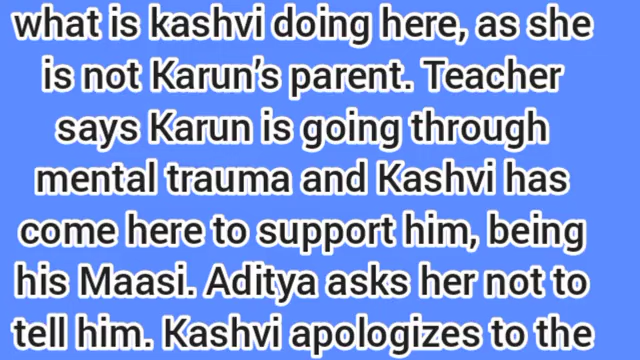 what is kashvi doing here, as she
is not Karun's parent. Teacher
says Karun is going through
mental trauma and Kashvi has
come here to support him, being
his Maasi. Aditya asks her not to
tell him. Kashvi apologizes to the